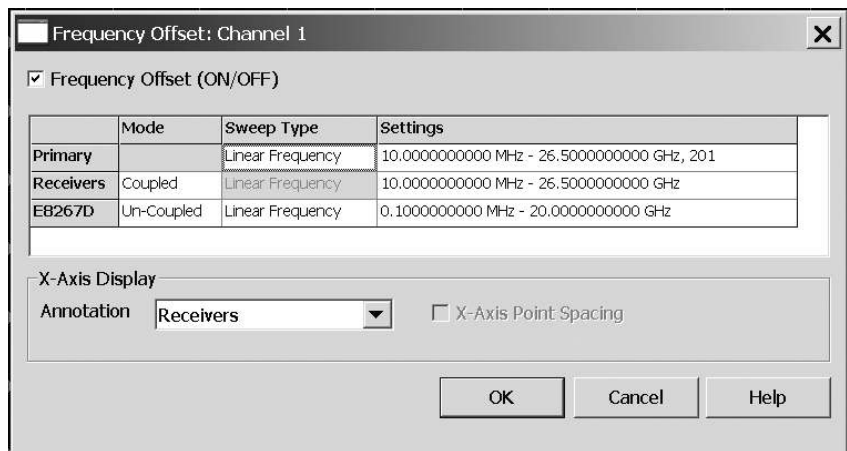 Frequency Offset: Channel 1
Frequency Offset (ON/OFF)
Mode Sweep Type Settings
Primary Linear Frequency 10.0000000000 MHz - 26.5000000000 GHz, 201
Receivers Coupled Linear Frequency 10.0000000000 MHz - 26.5000000000 GHz
E8267D Un-Coupled Linear Frequency 0.1000000000 MHz - 20.0000000000 GHz
X-Axis Display
Annotation Receivers X-Axis Point Spacing
OK Cancel Help